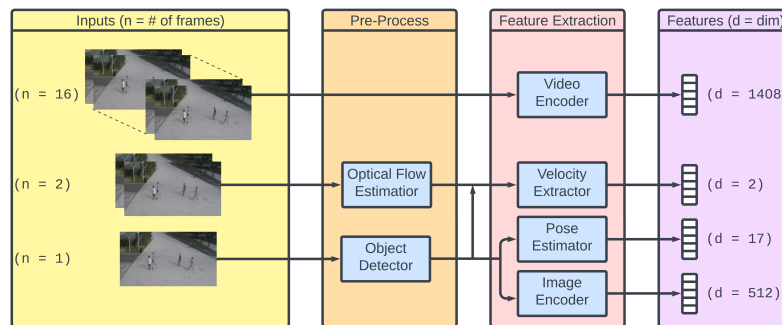 Inputs (n = # of frames)
Pre-Process
Feature Extraction
Features (d = dim)
(n = 16)
Video
Encoder
(d = 1408
(n = 2)
Optical Flow
Estimatior
Velocity
Extractor
(d = 2)
(n = 1)
Object
Detector
Pose
Estimator
(d = 17)
Image
Encoder
(d = 512)